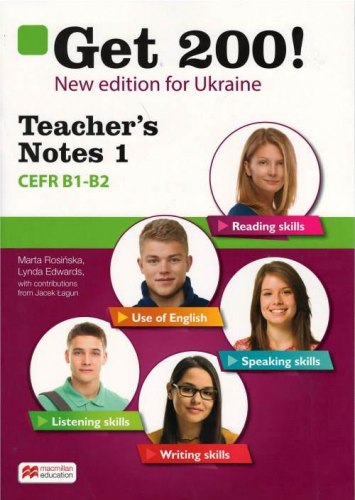 Get 200!
New edition for Ukraine
Teacher's
Notes 1
CEFR B1-B2
Reading skills
Marta Rosińska,
Lynda Edwards,
with contributions
from Jacek Łagun
Use of English
Speaking skills
Listening skills
Writing skills
macmillan
education